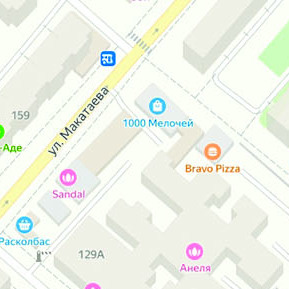 1000 Мелочей
159
ул. Макатаева
-Аде
Bravo Pizza
Sandal
Расколбас
129А
Анеля